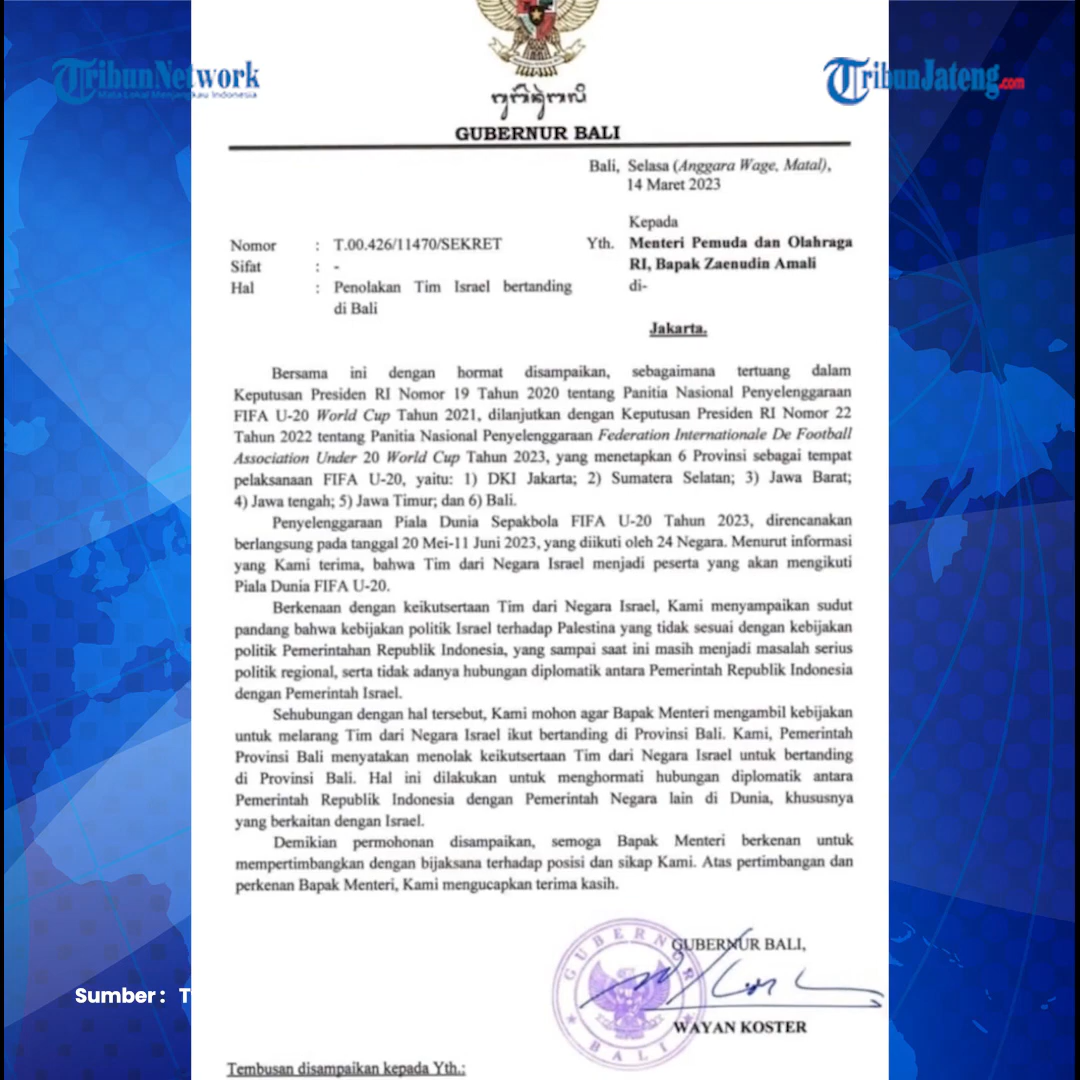 TribunNetwork
Mata Lokal Menjangkau Indonesia
TribunJateng.com
GUBERNUR BALI
Bali, Selasa (Anggara Wage, Matal),
14 Maret 2023
Kepada
Nomor : T.00.426/11470/SEKRET
Yth. Menteri Pemuda dan Olahraga
RI, Bapak Zaenudin Amali
Sifat : -
di-
Hal : Penolakan Tim Israel bertanding
di Bali
Jakarta.
Bersama ini dengan hormat disampaikan, sebagaimana tertuang dalam
Keputusan Presiden RI Nomor 19 Tahun 2020 tentang Panitia Nasional Penyelenggaraan
FIFA U-20 World Cup Tahun 2021, dilanjutkan dengan Keputusan Presiden RI Nomor 22
Tahun 2022 tentang Panitia Nasional Penyelenggaraan Federation Internationale De Football
Association Under 20 World Cup Tahun 2023, yang menetapkan 6 Provinsi sebagai tempat
pelaksanaan FIFA U-20, yaitu: 1) DKI Jakarta; 2) Sumatera Selatan; 3) Jawa Barat;
4) Jawa tengah; 5) Jawa Timur; dan 6) Bali.
Penyelenggaraan Piala Dunia Sepakbola FIFA U-20 Tahun 2023, direncanakan
berlangsung pada tanggal 20 Mei-11 Juni 2023, yang diikuti oleh 24 Negara. Menurut informasi
yang Kami terima, bahwa Tim dari Negara Israel menjadi peserta yang akan mengikuti
Piala Dunia FIFA U-20.
Berkenaan dengan keikutsertaan Tim dari Negara Israel, Kami menyampaikan sudut
pandang bahwa kebijakan politik Israel terhadap Palestina yang tidak sesuai dengan kebijakan
politik Pemerintahan Republik Indonesia, yang sampai saat ini masih menjadi masalah serius
politik regional, serta tidak adanya hubungan diplomatik antara Pemerintah Republik Indonesia
dengan Pemerintah Israel.
Sehubungan dengan hal tersebut, Kami mohon agar Bapak Menteri mengambil kebijakan
untuk melarang Tim dari Negara Israel ikut bertanding di Provinsi Bali. Kami, Pemerintah
Provinsi Bali menyatakan menolak keikutsertaan Tim dari Negara Israel untuk bertanding
di Provinsi Bali. Hal ini dilakukan untuk menghormati hubungan diplomatik antara
Pemerintah Republik Indonesia dengan Pemerintah Negara lain di Dunia, khususnya
yang berkaitan dengan Israel.
Demikian permohonan disampaikan, semoga Bapak Menteri berkenan untuk
mempertimbangkan dengan bijaksana terhadap posisi dan sikap Kami. Atas pertimbangan dan
perkenan Bapak Menteri, Kami mengucapkan terima kasih.
GUBERNUR BALI,
GUBERNUR
BALI
WAYAN KOSTER
Sumber : T
Tembusan disampaikan kepada Yth.: